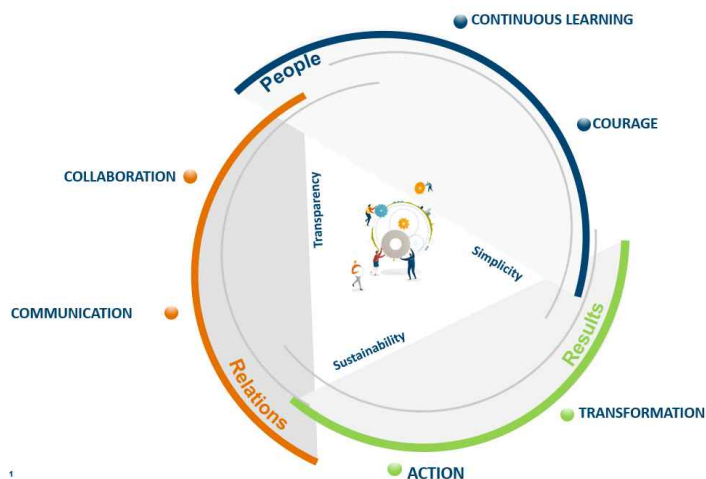 CONTINUOUS LEARNING
People
COURAGE
COLLABORATION
Transparency
Simplicity
COMMUNICATION
Results
Sustainability
Relations
TRANSFORMATION
ACTION
1